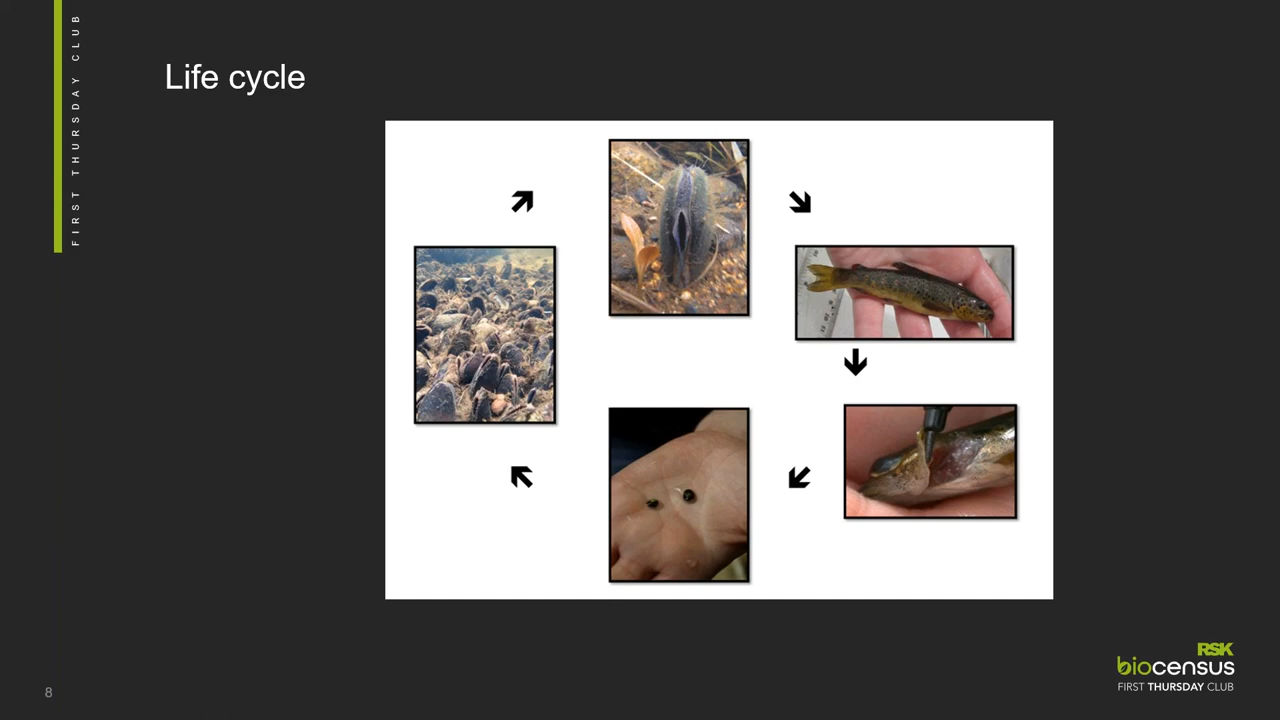 FIRST THURSDAY CLUB
Life cycle
8
RSK
biocensus
FIRST THURSDAY CLUB